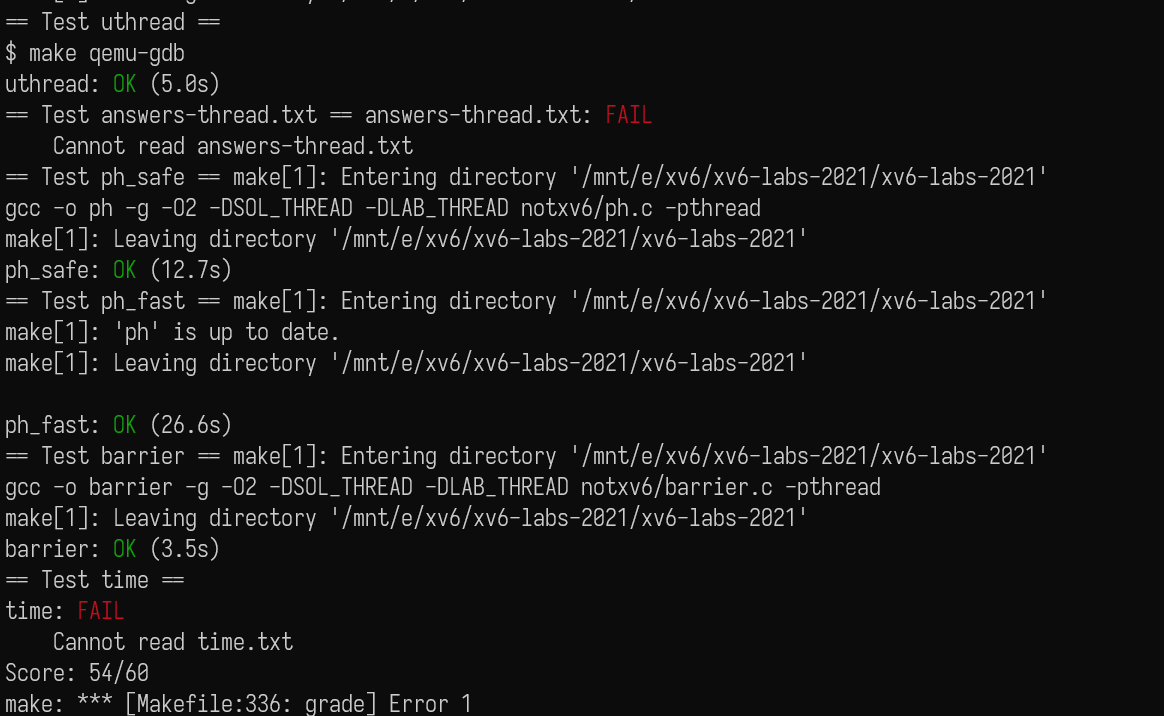 == Test uthread ==
$ make qemu-gdb
uthread: OK (5.0s)
== Test answers-thread.txt == answers-thread.txt: FAIL
    Cannot read answers-thread.txt
== Test ph_safe == make[1]: Entering directory '/mnt/e/xv6/xv6-labs-2021/xv6-labs-2021'
gcc -o ph -g -O2 -DSOL_THREAD -DLAB_THREAD notxv6/ph.c -pthread
make[1]: Leaving directory '/mnt/e/xv6/xv6-labs-2021/xv6-labs-2021'
ph_safe: OK (12.7s)
== Test ph_fast == make[1]: Entering directory '/mnt/e/xv6/xv6-labs-2021/xv6-labs-2021'
make[1]: 'ph' is up to date.
make[1]: Leaving directory '/mnt/e/xv6/xv6-labs-2021/xv6-labs-2021'

ph_fast: OK (26.6s)
== Test barrier == make[1]: Entering directory '/mnt/e/xv6/xv6-labs-2021/xv6-labs-2021'
gcc -o barrier -g -O2 -DSOL_THREAD -DLAB_THREAD notxv6/barrier.c -pthread
make[1]: Leaving directory '/mnt/e/xv6/xv6-labs-2021/xv6-labs-2021'
barrier: OK (3.5s)
== Test time ==
time: FAIL
    Cannot read time.txt
Score: 54/60
make: *** [Makefile:336: grade] Error 1